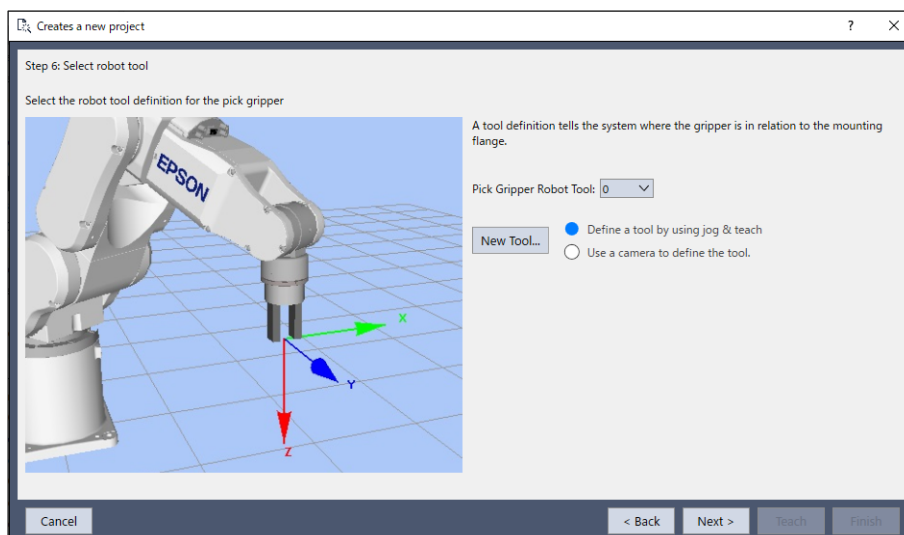 Creates a new project
?
Step 6: Select robot tool
Select the robot tool definition for the pick gripper
A tool definition tells the system where the gripper is in relation to the mounting
flange.
Pick Gripper Robot Tool: 0
New Tool...
Define a tool by using jog & teach
Use a camera to define the tool.
EPSON
X
Y
Z
Cancel
< Back
Next >
Teach
Finish